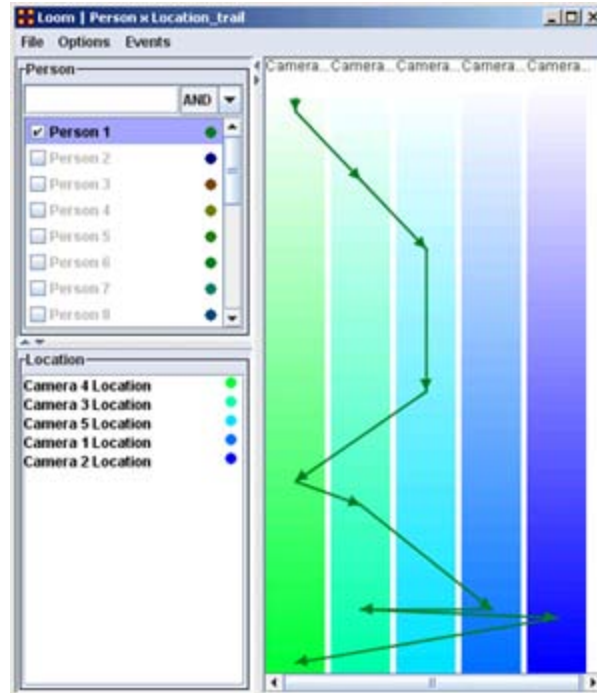 Loom | Person x Location_trail
File Options Events
Person
AND
Person 1
Person 2
Person 3
Person 4
Person 5
Person 6
Person 7
Person 8
Location
Camera 4 Location
Camera 3 Location
Camera 5 Location
Camera 1 Location
Camera 2 Location
Camera... Camera... Camera... Camera... Camera...